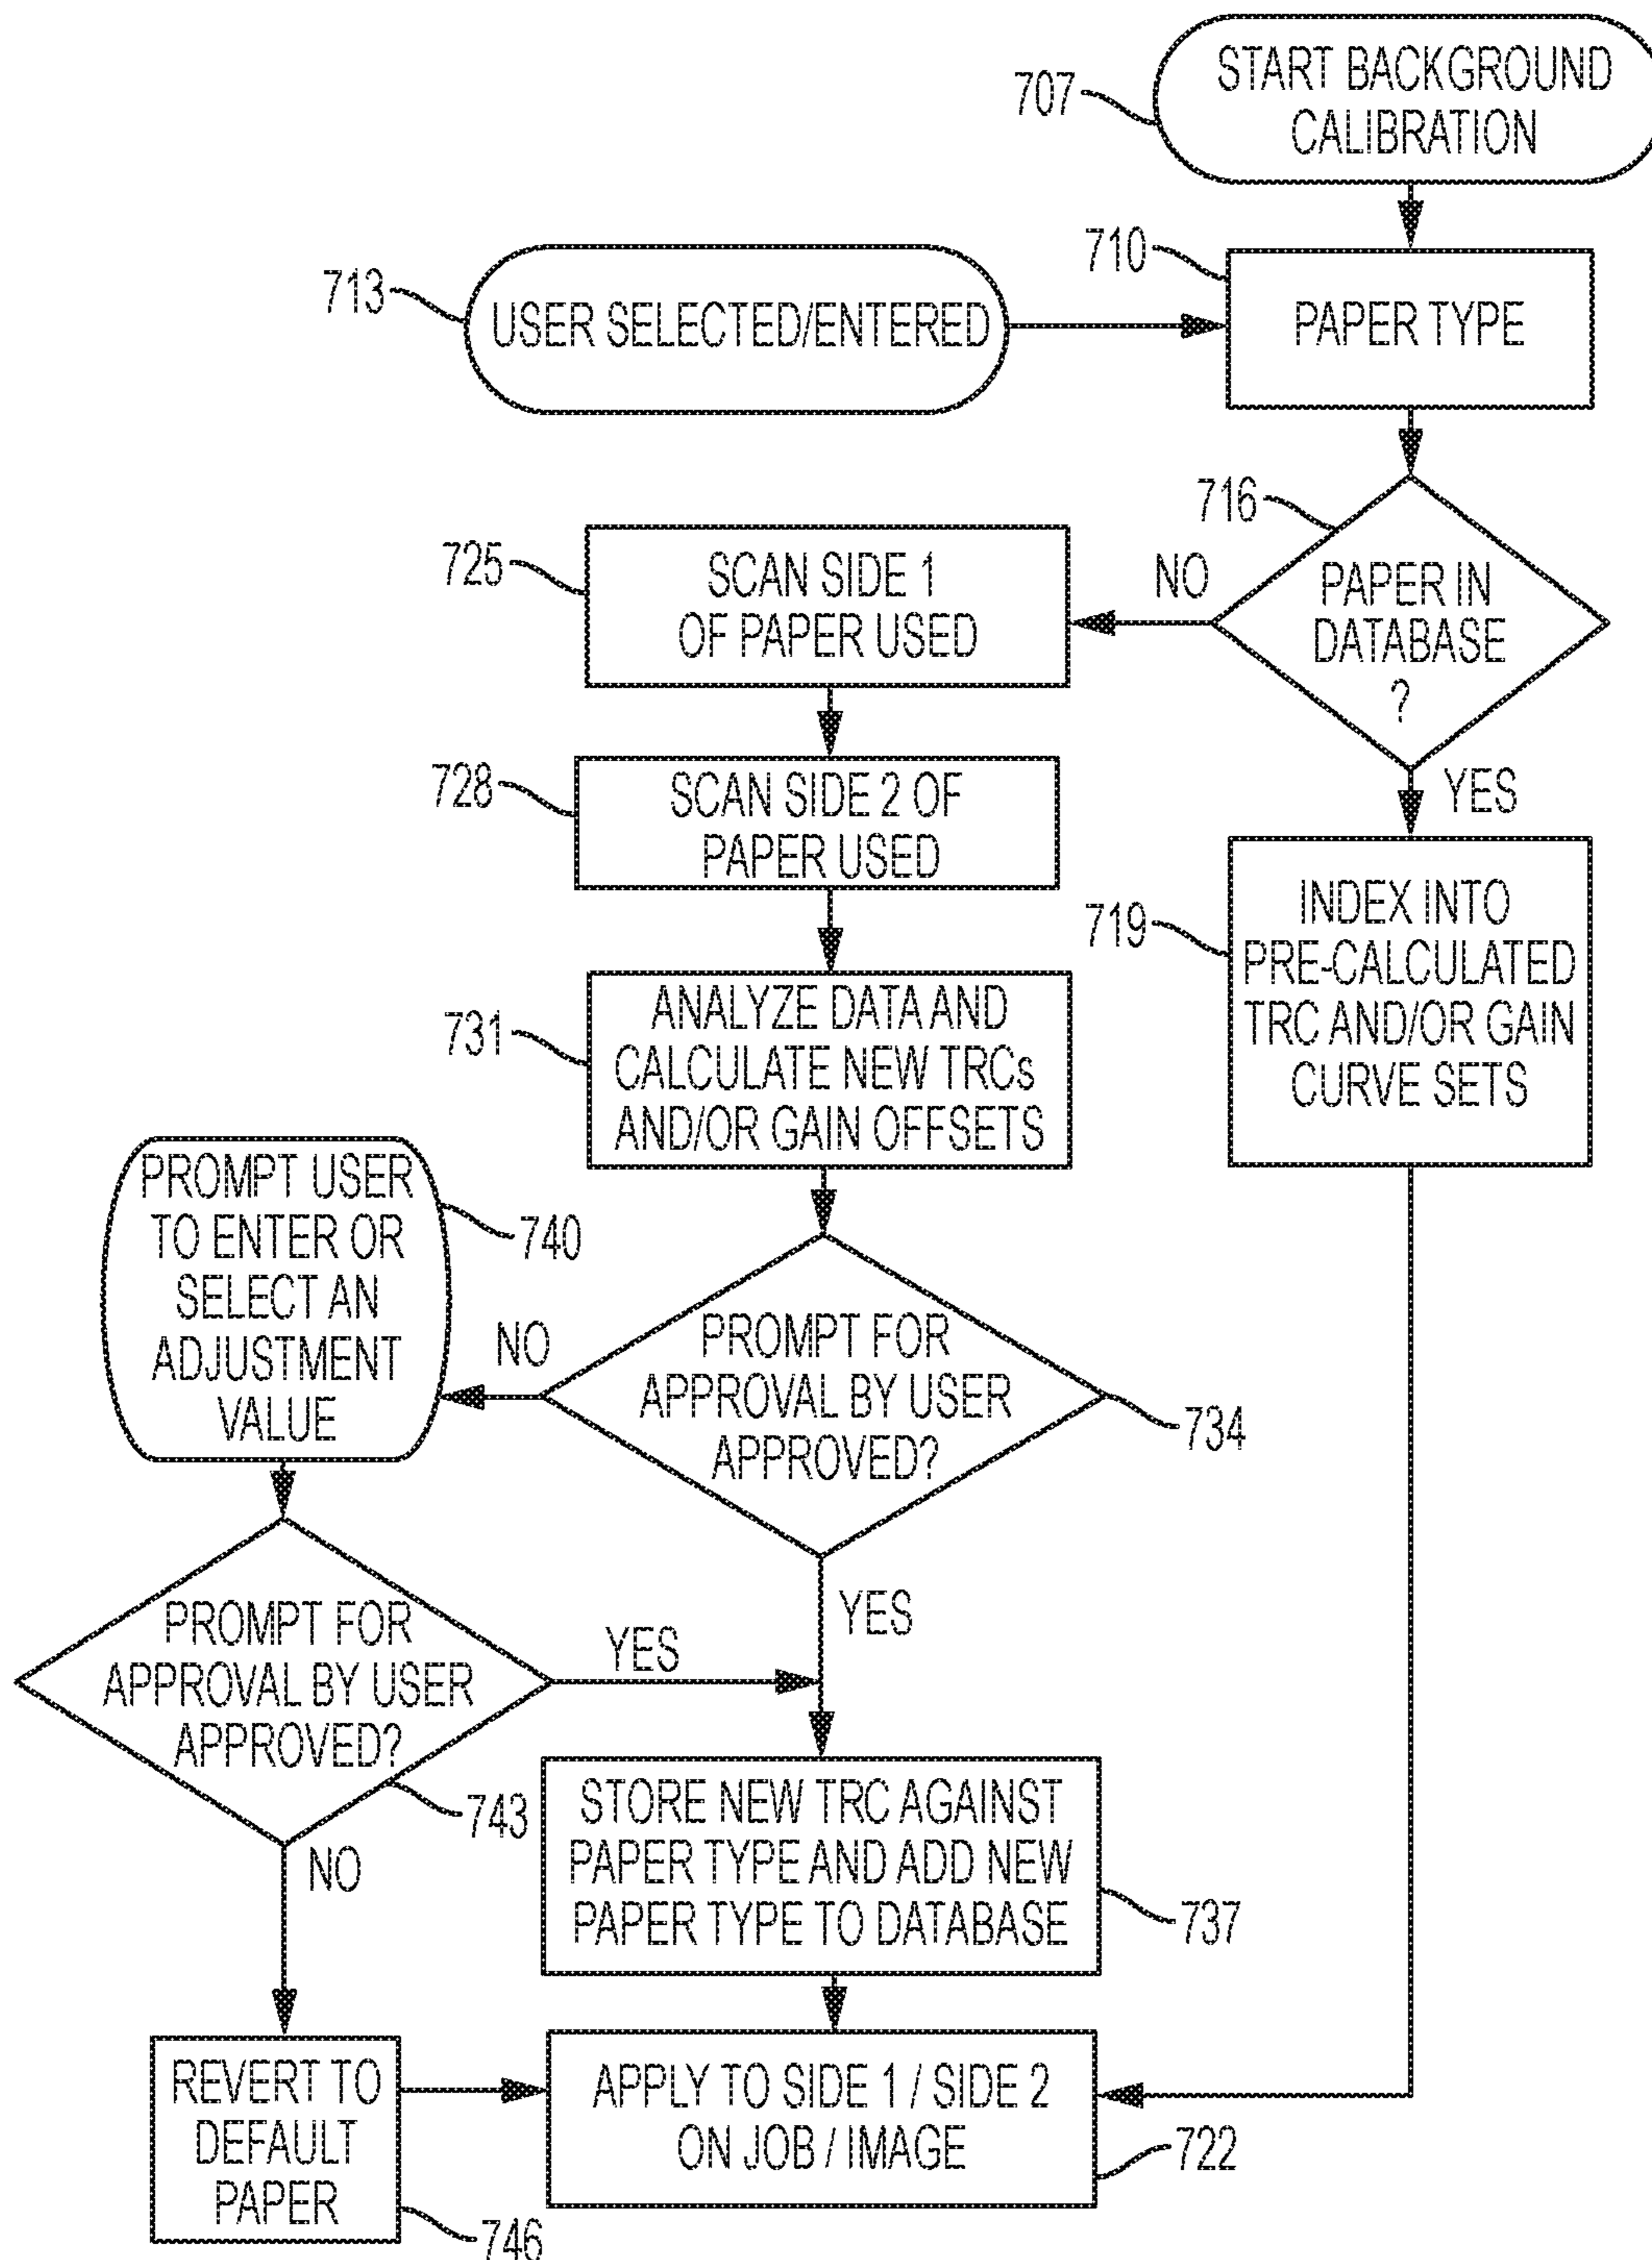 707
START BACKGROUND
CALIBRATION
713
USER SELECTED/ENTERED
710
PAPER TYPE
716
PAPER IN
DATABASE
?
NO
YES
725
SCAN SIDE 1
OF PAPER USED
728
SCAN SIDE 2 OF
PAPER USED
719
INDEX INTO
PRE-CALCULATED
TRC AND/OR GAIN
CURVE SETS
731
ANALYZE DATA AND
CALCULATE NEW TRCs
AND/OR GAIN OFFSETS
PROMPT USER
TO ENTER OR
SELECT AN
ADJUSTMENT
VALUE
740
NO
PROMPT FOR
APPROVAL BY USER
APPROVED?
734
YES
PROMPT FOR
APPROVAL BY USER
APPROVED?
743
YES
NO
STORE NEW TRC AGAINST
PAPER TYPE AND ADD NEW
PAPER TYPE TO DATABASE
737
REVERT TO
DEFAULT
PAPER
746
APPLY TO SIDE 1 / SIDE 2
ON JOB / IMAGE
722